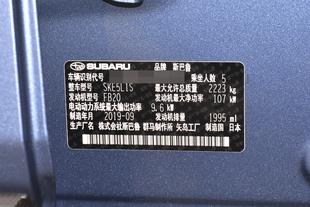 SUBARU 品牌 斯巴鲁
车辆识别代号 乘坐人数 5
整车型号 SKE5L1S 最大允许总质量 2223 kg
发动机型号 FB20 发动机最大净功率 107 kW
电动动力系统最大输出功率 9.6 kW
制造年月 2019-09 发动机排量 1995 ml
制造厂名 株式会社斯巴鲁 群马制作所 矢岛工厂 制造国 日本